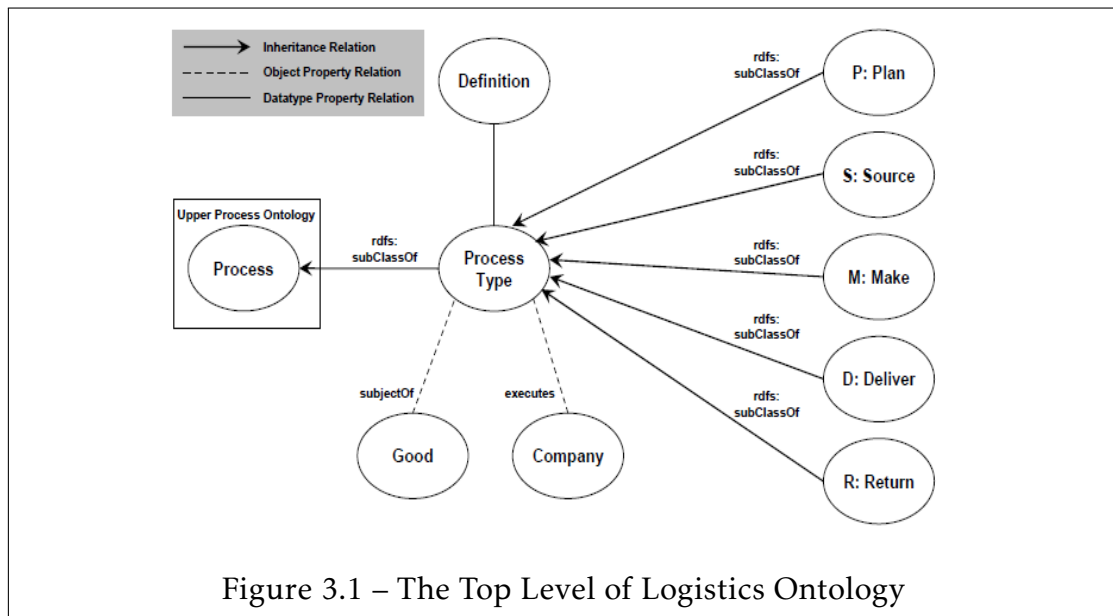 Inheritance Relation
Object Property Relation
Datatype Property Relation
Definition
rdfs:
subClassOf
P: Plan
rdfs:
subClassOf
S: Source
Upper Process Ontology
Process
rdfs:
subClassOf
Process
Type
rdfs:
subClassOf
M: Make
rdfs:
subClassOf
D: Deliver
subjectOf
executes
rdfs:
subClassOf
Good
Company
R: Return
Figure 3.1 – The Top Level of Logistics Ontology